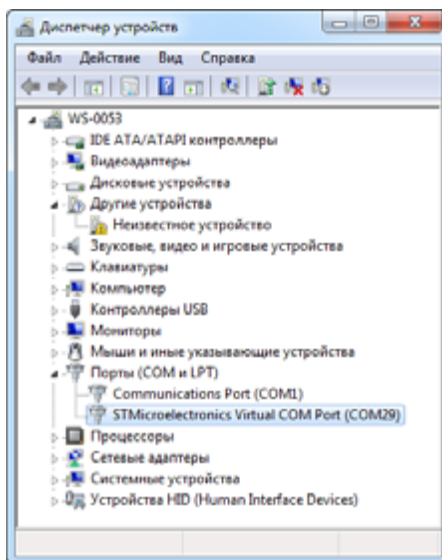 Диспетчер устройств
Файл Действие Вид Справка
WS-0053
IDE ATA/ATAPI контроллеры
Видеоадаптеры
Дисковые устройства
Другие устройства
Неизвестное устройство
Звуковые, видео и игровые устройства
Клавиатуры
Компьютер
Контроллеры USB
Мониторы
Мыши и иные указывающие устройства
Порты (COM и LPT)
Communications Port (COM1)
STMicroelectronics Virtual COM Port (COM29)
Процессоры
Сетевые адаптеры
Системные устройства
Устройства HID (Human Interface Devices)